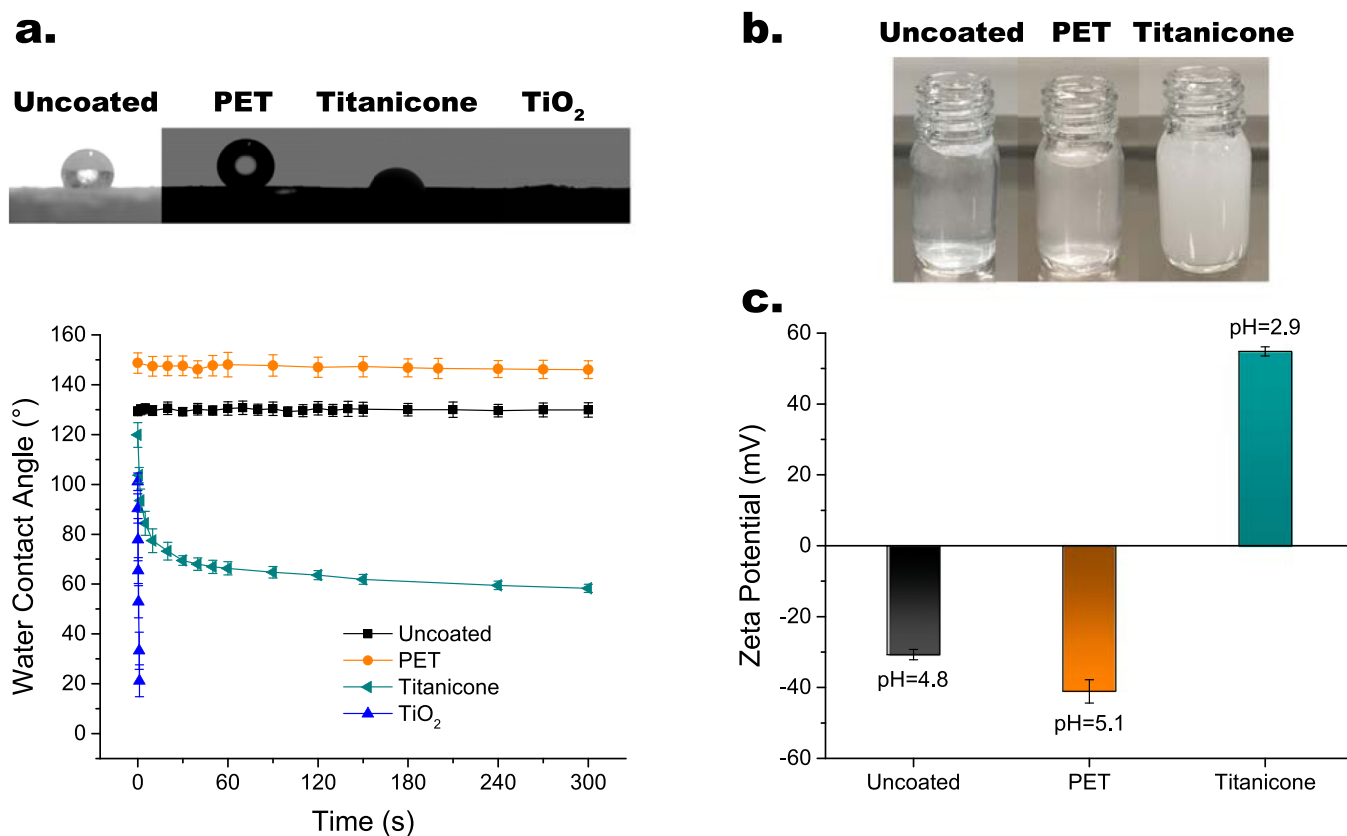 a.
Uncoated PET Titanicone TiO₂
160
140
120
100
80
60
40
20
0
Water Contact Angle (°)
Uncoated
PET
Titanicone
TiO₂
0 60 120 180 240 300
Time (s)
b.
Uncoated PET Titanicone
c.
60
40
20
0
-20
-40
-60
Zeta Potential (mV)
pH=2.9
pH=4.8
pH=5.1
Uncoated PET Titanicone